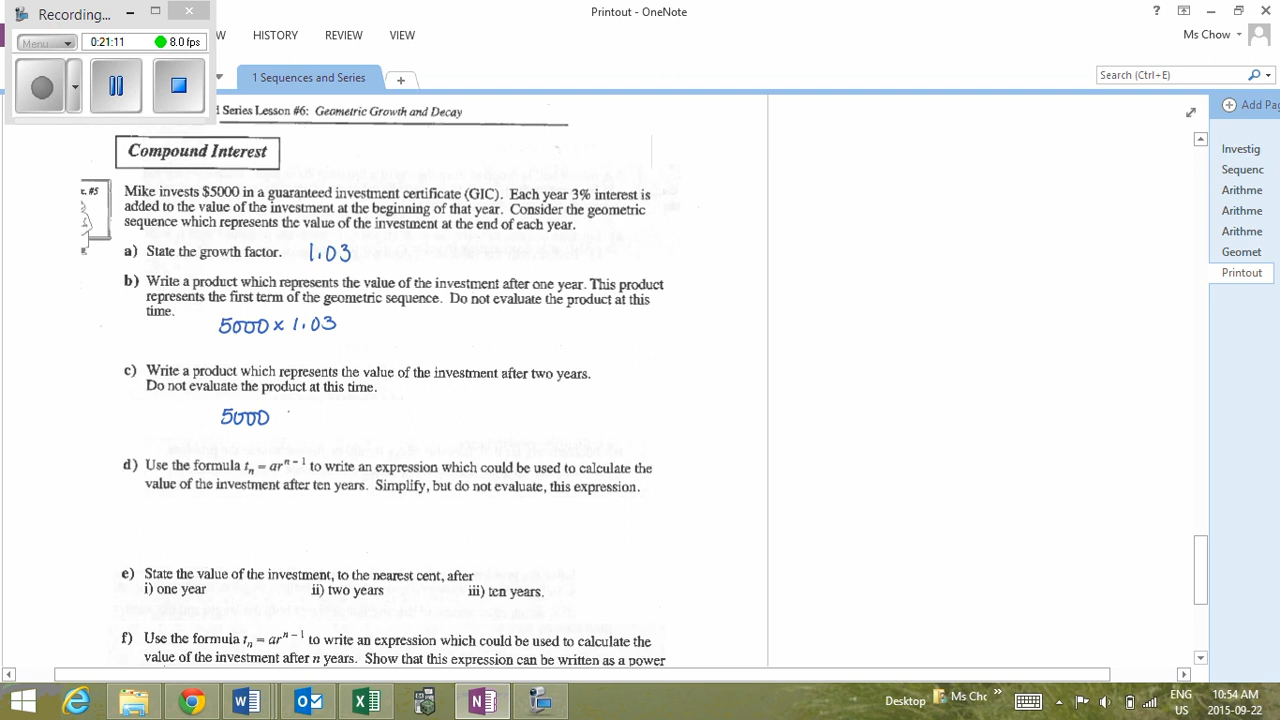 Recording...
Printout - OneNote
Menu
0:21:11
8.0 fps
HISTORY
REVIEW
VIEW
Ms Chow
1 Sequences and Series
Search (Ctrl+E)
Series Lesson #6: Geometric Growth and Decay
Add Pag
Compound Interest
Investig
Sequenc
Arithme
Arithme
Arithme
Geomet
Printout
#5
Mike invests $5000 in a guaranteed investment certificate (GIC). Each year 3% interest is
added to the value of the investment at the beginning of that year. Consider the geometric
sequence which represents the value of the investment at the end of each year.
a) State the growth factor. 1.03
b) Write a product which represents the value of the investment after one year. This product
represents the first term of the geometric sequence. Do not evaluate the product at this
time.
5000 × 1.03
c) Write a product which represents the value of the investment after two years.
Do not evaluate the product at this time.
5000
d) Use the formula tₙ = arⁿ⁻¹ to write an expression which could be used to calculate the
value of the investment after ten years. Simplify, but do not evaluate, this expression.
e) State the value of the investment, to the nearest cent, after
i) one year ii) two years iii) ten years.
f) Use the formula tₙ = arⁿ⁻¹ to write an expression which could be used to calculate the
value of the investment after n years. Show that this expression can be written as a power
Desktop
Ms Chc
ENG
US
10:54 AM
2015-09-22